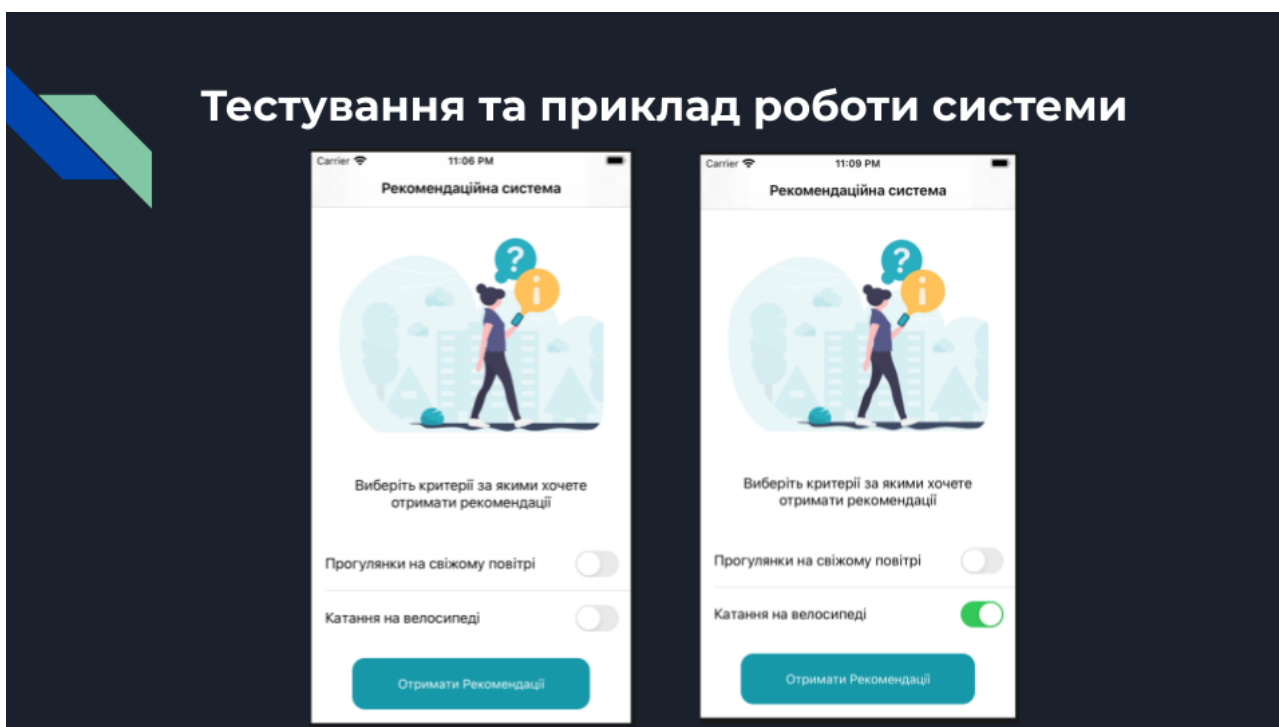 Тестування та приклад роботи системи
Carrier 11:06 PM
Рекомендаційна система
?
i
Виберіть критерії за якими хочете
отримати рекомендації
Прогулянки на свіжому повітрі
Катання на велосипеді
Отримати Рекомендації
Carrier 11:09 PM
Рекомендаційна система
?
i
Виберіть критерії за якими хочете
отримати рекомендації
Прогулянки на свіжому повітрі
Катання на велосипеді
Отримати Рекомендації